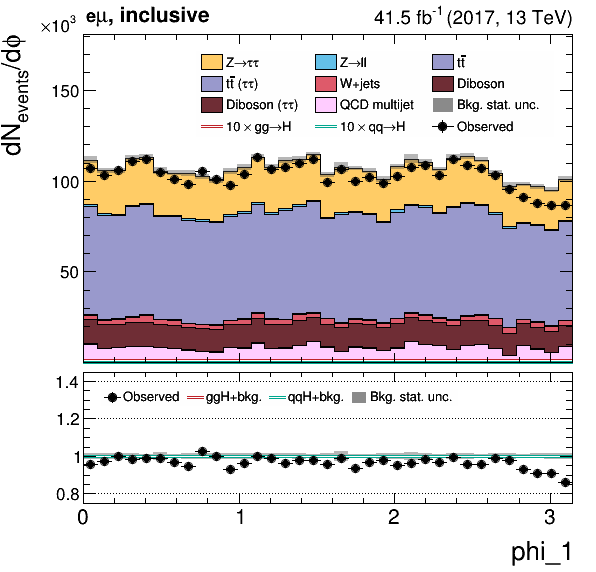 ×10³ eμ, inclusive 41.5 fb⁻¹ (2017, 13 TeV)
dN_events/dϕ
Z→ττ Z→ll tt̄
tt̄ (ττ) W+jets Diboson
Diboson (ττ) QCD multijet Bkg. stat. unc.
10 × gg→H 10 × qq→H Observed
150
100
50
1.4
Observed ggH+bkg. qqH+bkg. Bkg. stat. unc.
1.2
1
0.8
0 1 2 3
phi_1